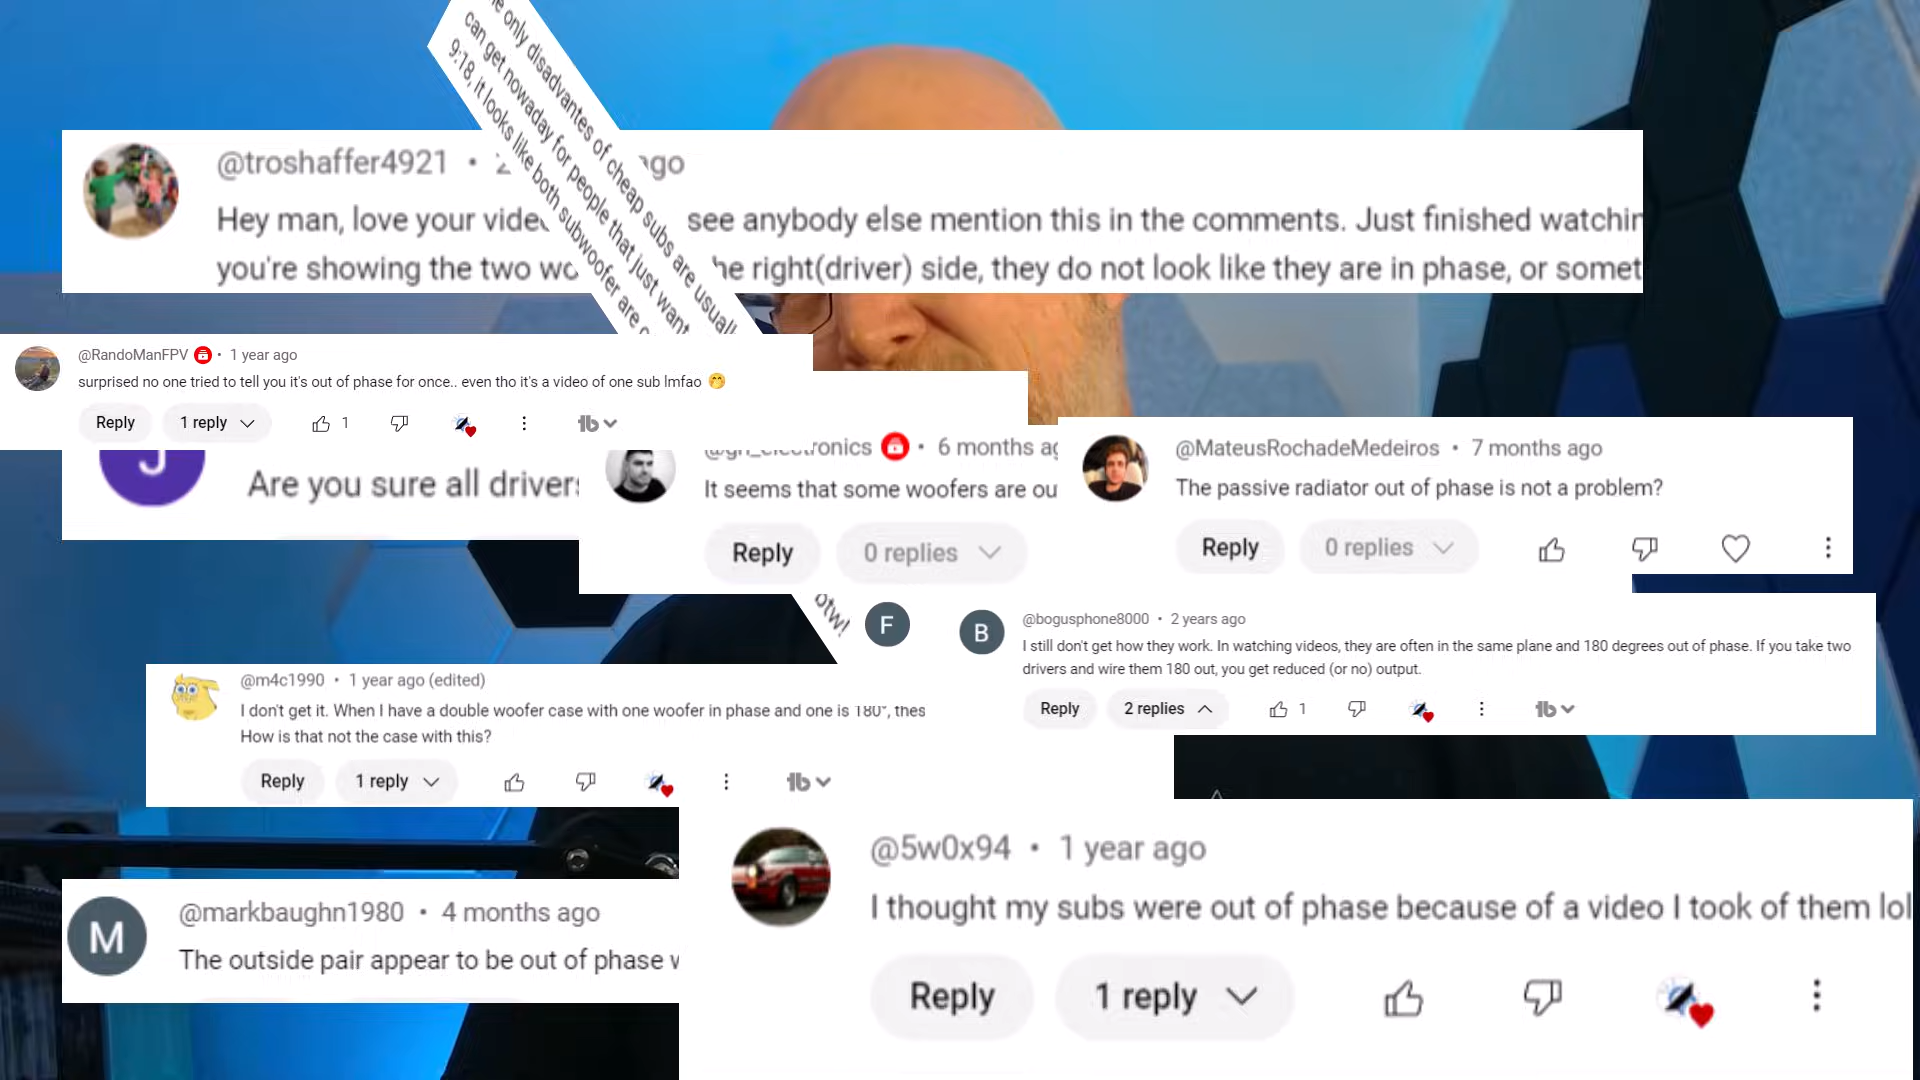 e only disadvantes of cheap subs are usuall
can get nowaday for people that just want
9:18, it looks like both subwoofer are
@troshaffer4921 • ago
Hey man, love your video see anybody else mention this in the comments. Just finished watchin
you're showing the two wo he right(driver) side, they do not look like they are in phase, or somet
@RandoManFPV • 1 year ago
surprised no one tried to tell you it's out of phase for once.. even tho it's a video of one sub lmfao 🤭
Reply 1 reply 1
J
Are you sure all drivers
ronics • 6 months ag
It seems that some woofers are ou
Reply 0 replies
@MateusRochadeMedeiros • 7 months ago
The passive radiator out of phase is not a problem?
Reply 0 replies
otw!
F
B
@bogusphone8000 • 2 years ago
I still don't get how they work. In watching videos, they are often in the same plane and 180 degrees out of phase. If you take two
drivers and wire them 180 out, you get reduced (or no) output.
Reply 2 replies 1
@m4c1990 • 1 year ago (edited)
I don't get it. When I have a double woofer case with one woofer in phase and one is 180°, thes
How is that not the case with this?
Reply 1 reply
@5w0x94 • 1 year ago
I thought my subs were out of phase because of a video I took of them lol
Reply 1 reply
M
@markbaughn1980 • 4 months ago
The outside pair appear to be out of phase w